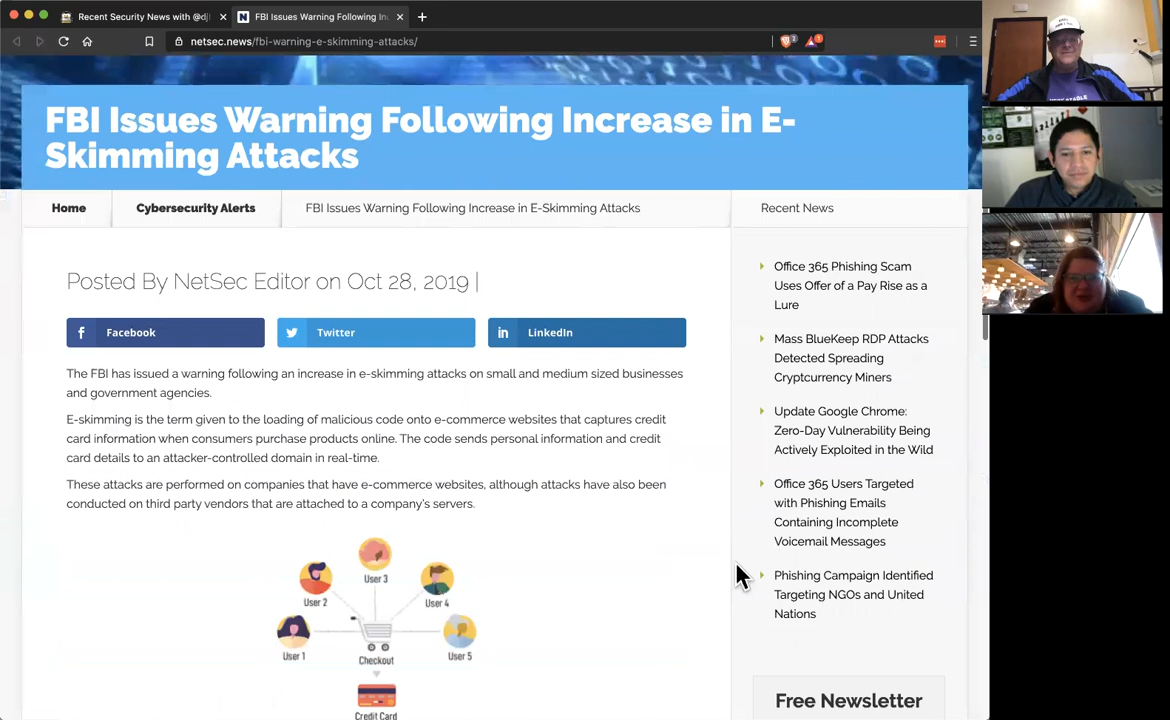 Recent Security News with @dj
FBI Issues Warning Following In
netsec.news/fbi-warning-e-skimming-attacks/
FBI Issues Warning Following Increase in E-
Skimming Attacks
Home
Cybersecurity Alerts
FBI Issues Warning Following Increase in E-Skimming Attacks
Recent News
Posted By NetSec Editor on Oct 28, 2019 |
Facebook
Twitter
LinkedIn
The FBI has issued a warning following an increase in e-skimming attacks on small and medium sized businesses
and government agencies.
E-skimming is the term given to the loading of malicious code onto e-commerce websites that captures credit
card information when consumers purchase products online. The code sends personal information and credit
card details to an attacker-controlled domain in real-time.
These attacks are performed on companies that have e-commerce websites, although attacks have also been
conducted on third party vendors that are attached to a company's servers.
User 3
User 2
User 4
User 1
Checkout
User 5
Credit Card
Office 365 Phishing Scam
Uses Offer of a Pay Rise as a
Lure
Mass BlueKeep RDP Attacks
Detected Spreading
Cryptcurrency Miners
Update Google Chrome:
Zero-Day Vulnerability Being
Actively Exploited in the Wild
Office 365 Users Targeted
with Phishing Emails
Containing Incomplete
Voicemail Messages
Phishing Campaign Identified
Targeting NGOs and United
Nations
Free Newsletter